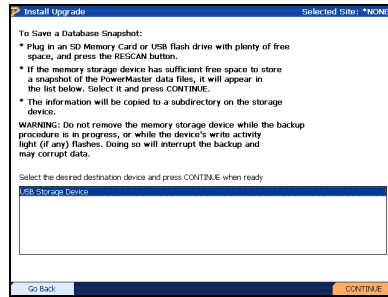 Install Upgrade
Selected Site: *NONE
To Save a Database Snapshot:
* Plug in an SD Memory Card or USB flash drive with plenty of free
space, and press the RESCAN button.
* If the memory storage device has sufficient free space to store
a snapshot of the PowerMaster data files, it will appear in
the list below. Select it and press CONTINUE.
* The information will be copied to a subdirectory on the storage
device.
WARNING: Do not remove the memory storage device while the backup
procedure is in progress, or while the device's write activity
light (if any) flashes. Doing so will interrupt the backup and
may corrupt data.
Select the desired destination device and press CONTINUE when ready
USB Storage Device
Go Back
CONTINUE